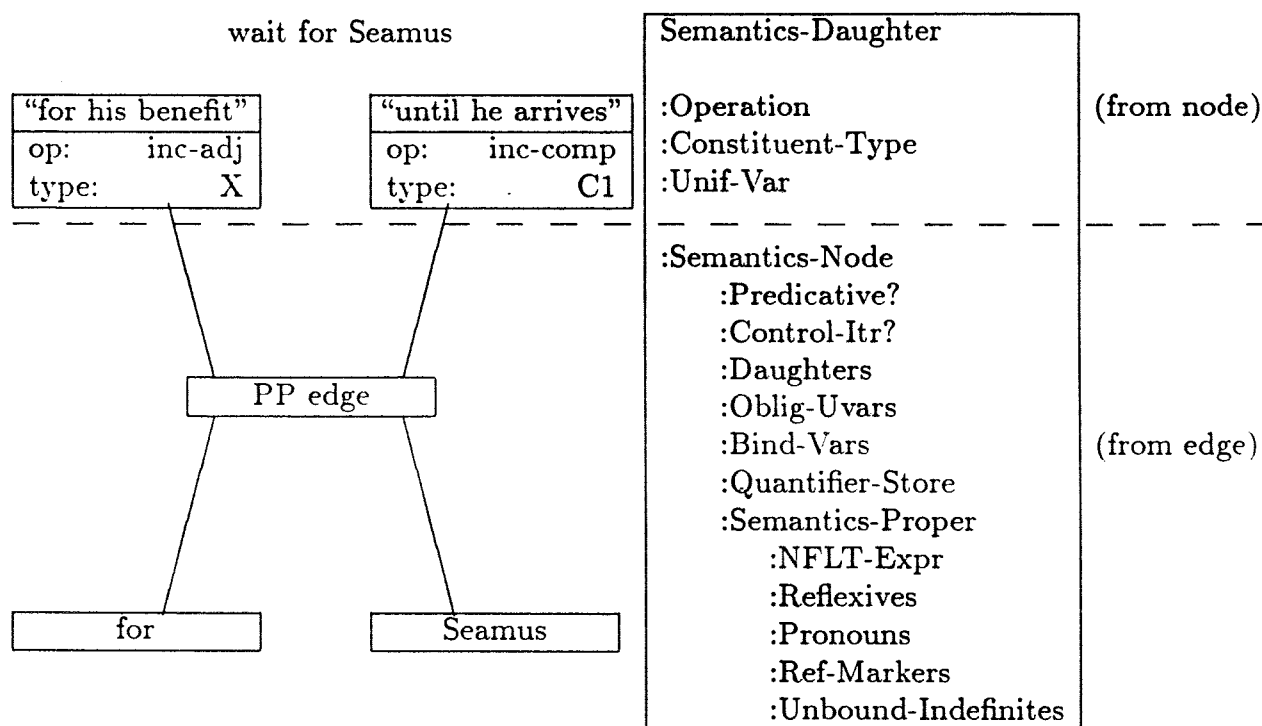 wait for Seamus
“for his benefit”
op: inc-adj
type: X
“until he arrives”
op: inc-comp
type: C1
PP edge
for
Seamus
Semantics-Daughter
:Operation
(from node)
:Constituent-Type
:Unif-Var
:Semantics-Node
:Predicative?
:Control-Itr?
:Daughters
:Oblig-Uvars
:Bind-Vars
(from edge)
:Quantifier-Store
:Semantics-Proper
:NFLT-Expr
:Reflexives
:Pronouns
:Ref-Markers
:Unbound-Indefinites